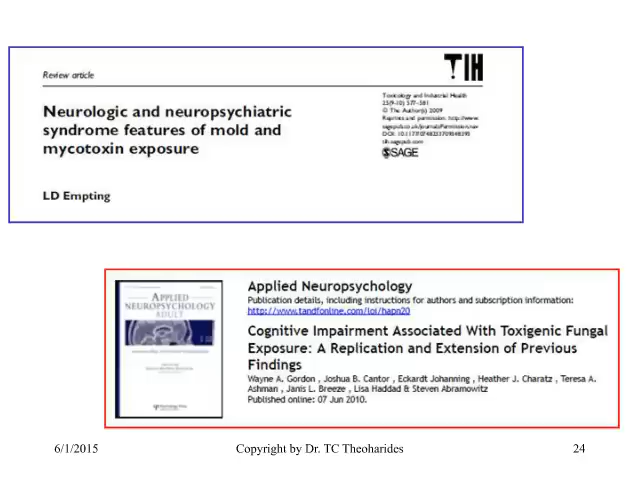 TIH
Review article
Neurologic and neuropsychiatric
syndrome features of mold and
mycotoxin exposure
LD Empting
Toxicology and Industrial Health
25(9-10) 577–581
© The Author(s) 2009
Reprints and permission: http://www.
sagepub.co.uk/journalsPermission.nav
tih.sagepub.com
SAGE
APPLIED
NEUROPSYCHOLOGY
ADULT
Applied Neuropsychology
Publication details, including instructions for authors and subscription information:
http://www.tandfonline.com/loi/hapn20
Cognitive Impairment Associated With Toxigenic Fungal
Exposure: A Replication and Extension of Previous
Findings
Wayne A. Gordon , Joshua B. Cantor , Eckardt Johanning , Heather J. Charatz , Teresa A.
Ashman , Janis L. Breeze , Lisa Haddad & Steven Abramowitz
Published online: 07 Jun 2010.
6/1/2015
Copyright by Dr. TC Theoharides
24